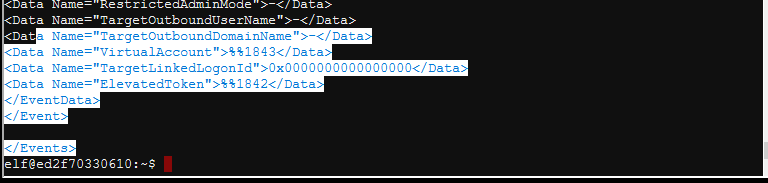 <Data Name="RestrictedAdminMode">-</Data>
<Data Name="TargetOutboundUserName">-</Data>
<Data Name="TargetOutboundDomainName">-</Data>
<Data Name="VirtualAccount">%%1843</Data>
<Data Name="TargetLinkedLogonId">0x0000000000000000</Data>
<Data Name="ElevatedToken">%%1842</Data>
</EventData>
</Event>
</Events>
elf@ed2f70330610:~$